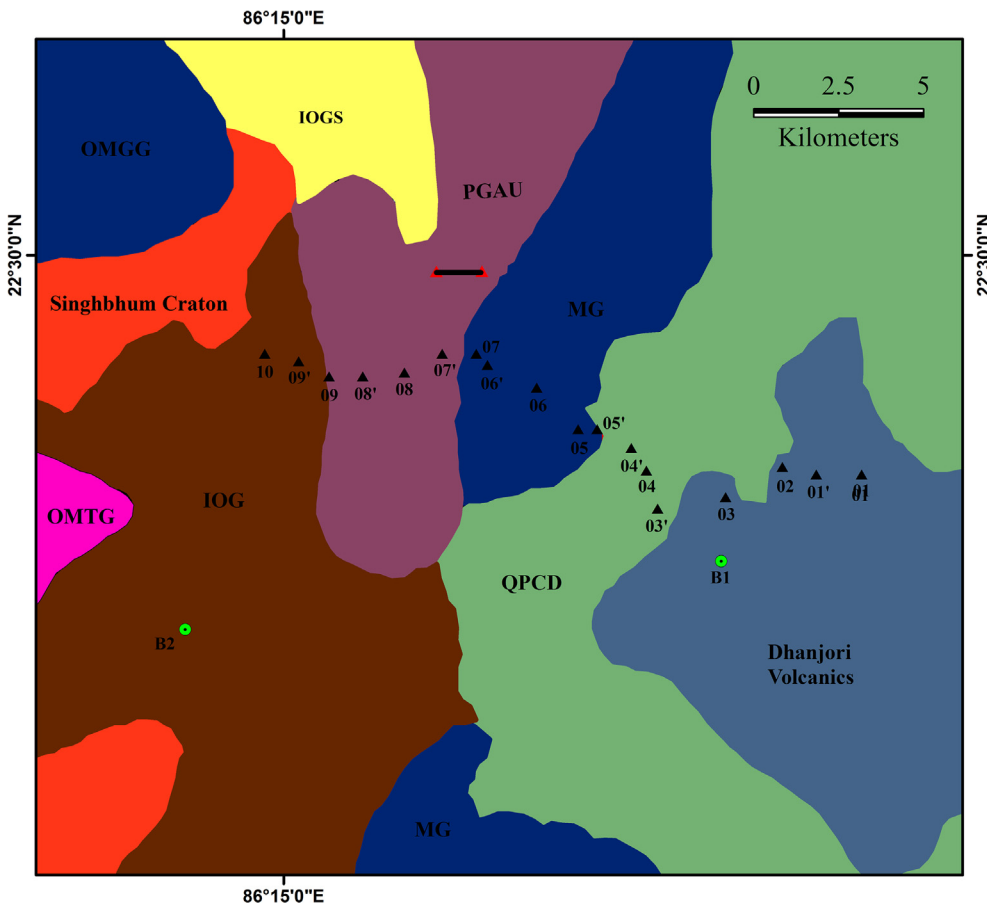 86°15'0"E
0 2.5 5
Kilometers
IOGS
OMGG
PGAU
22°30'0"N
22°30'0"N
Singhbhum Craton
MG
10
09'
09
08'
08
07'
07
06'
06
05
05'
04'
04
03'
03
02
01'
01
01
OMTG
IOG
QPCD
B1
B2
Dhanjori
Volcanics
MG
86°15'0"E